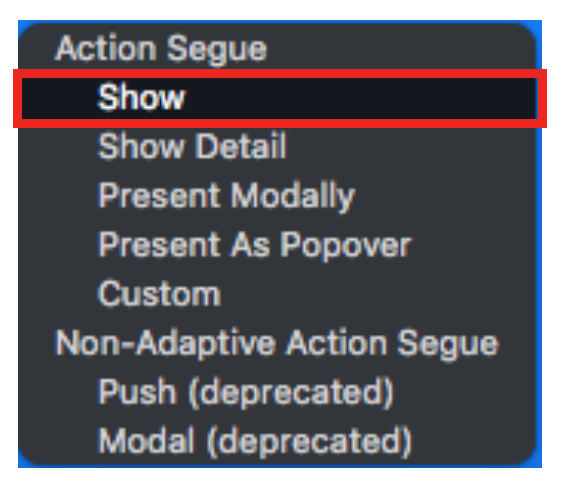 Action Segue
Show
Show Detail
Present Modally
Present As Popover
Custom
Non-Adaptive Action Segue
Push (deprecated)
Modal (deprecated)